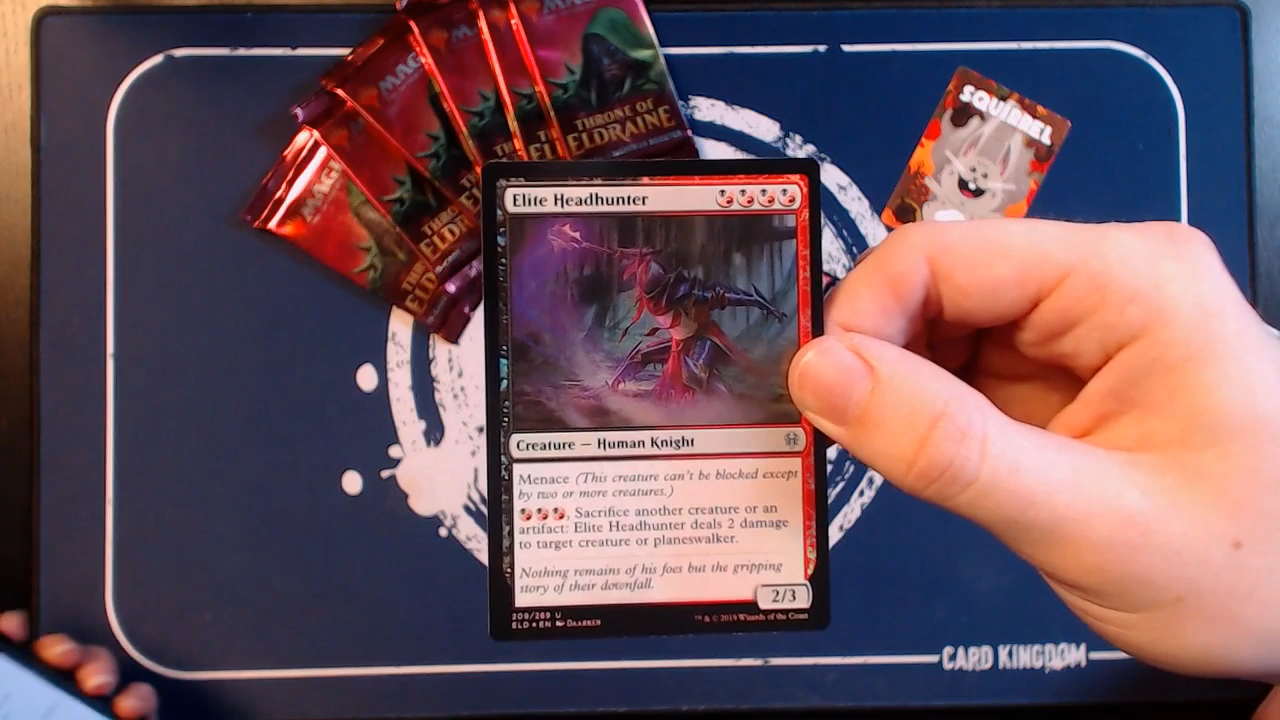 MAGIC
THRONE OF
ELDRAINE
SQUIRREL
Elite Headhunter
Creature — Human Knight
Menace (This creature can't be blocked except
by two or more creatures.)
, Sacrifice another creature or an
artifact: Elite Headhunter deals 2 damage
to target creature or planeswalker.
Nothing remains of his foes but the gripping
story of their downfall.
2/3
209/269 U
ELD ★ EN DAARKEN
™ & © 2019 Wizards of the Coast
CARD KINGDOM